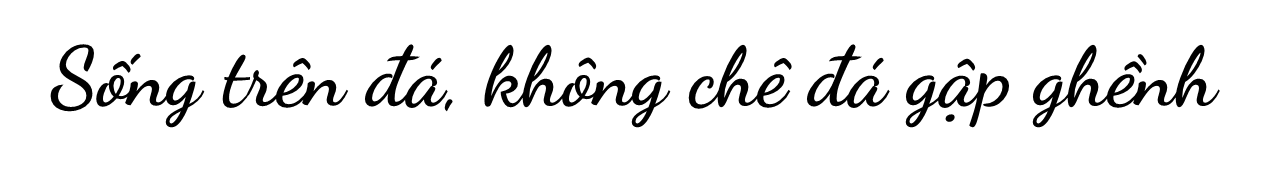 Sống trên đá, không chê đá gập ghềnh